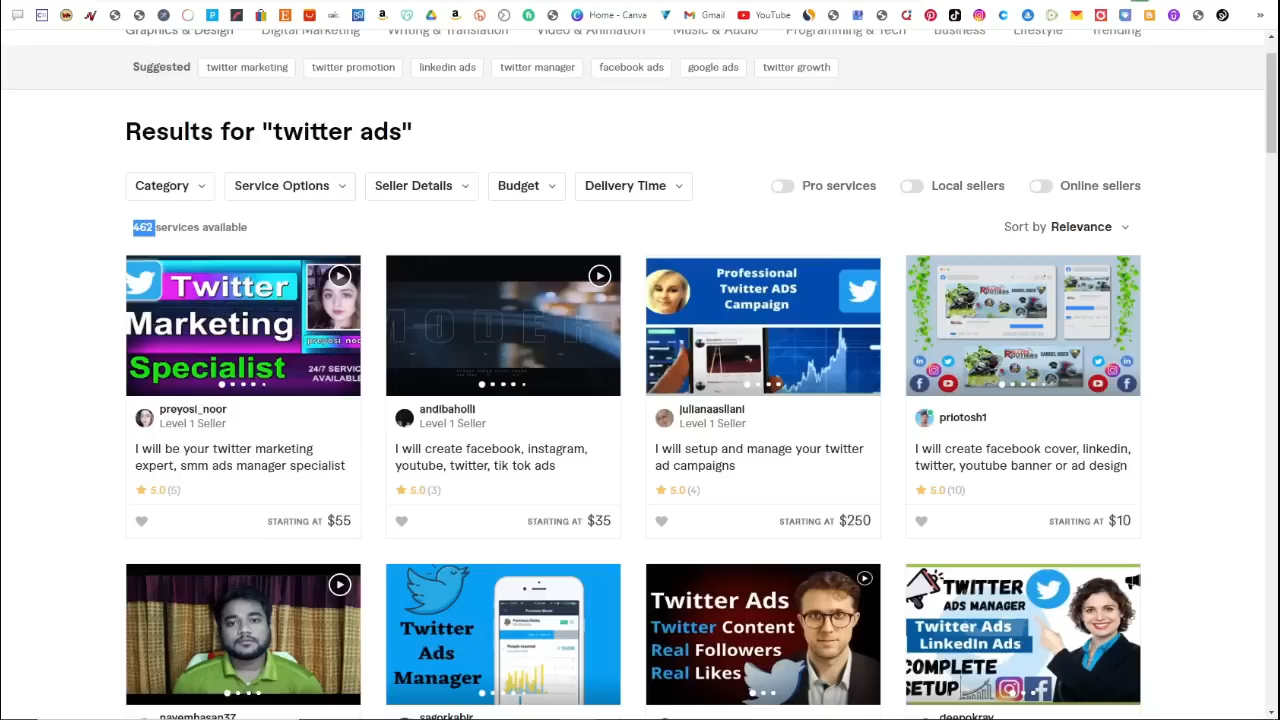 Home - Canva
Gmail
YouTube
Graphics & Design
Digital Marketing
Writing & Translation
Video & Animation
Music & Audio
Programming & Tech
Business
Lifestyle
Trending
Suggested
twitter marketing
twitter promotion
linkedin ads
twitter manager
facebook ads
google ads
twitter growth
Results for "twitter ads"
Category
Service Options
Seller Details
Budget
Delivery Time
Pro services
Local sellers
Online sellers
462 services available
Sort by Relevance
Twitter
Marketing
Specialist
preyosi_noor
24/7 SERVICE
AVAILABLE
Professional
Twitter ADS
Campaign
preyosi_noor
Level 1 Seller
I will be your twitter marketing
expert, smm ads manager specialist
5.0 (5)
STARTING AT $55
andibaholli
Level 1 Seller
I will create facebook, instagram,
youtube, twitter, tik tok ads
5.0 (3)
STARTING AT $35
julianaasllani
Level 1 Seller
I will setup and manage your twitter
ad campaigns
5.0 (4)
STARTING AT $250
priotosh1
I will create facebook cover, linkedin,
twitter, youtube banner or ad design
5.0 (10)
STARTING AT $10
Twitter
Ads
Manager
Twitter Ads
Twitter Content
Real Followers
Real Likes
TWITTER
ADS MANAGER
Twitter Ads
LinkedIn Ads
COMPLETE
SETUP
nayemhasan37
sagorkabir
deepokray